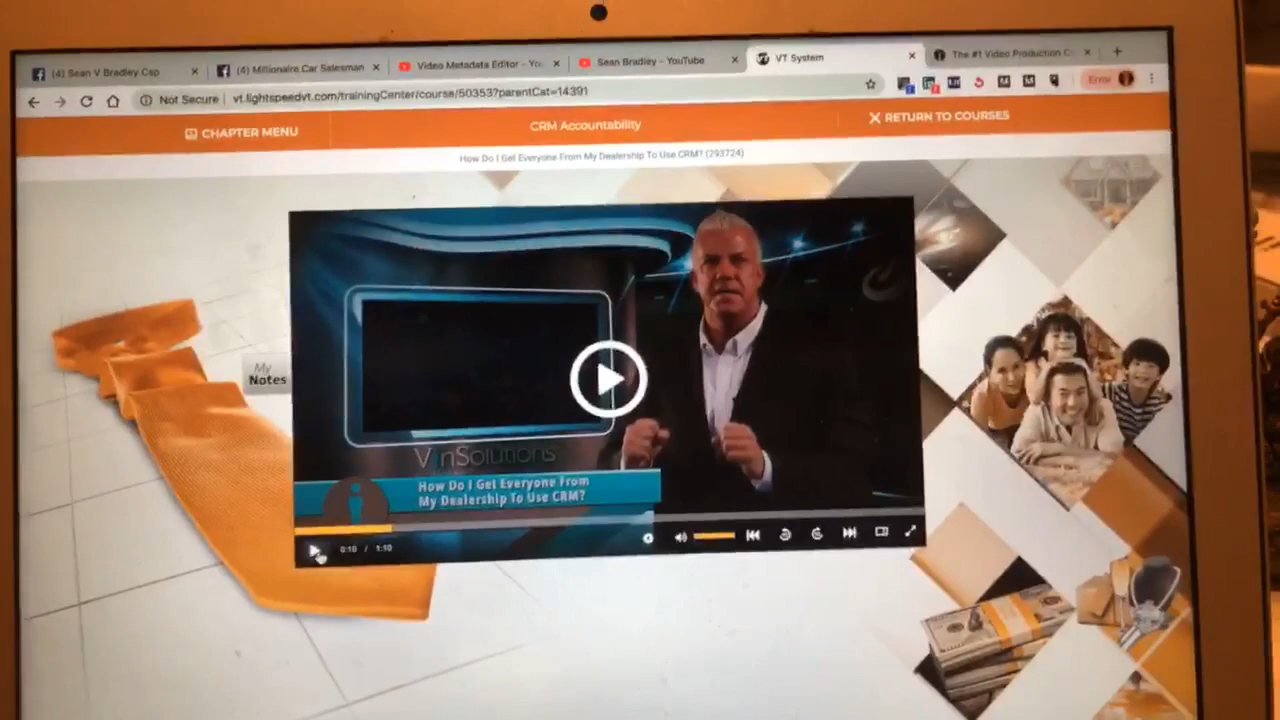 (4) Sean V Bradley Csp
(4) Millionaire Car Salesman
Video Metadata Editor - You
Sean Bradley - YouTube
VT System
The #1 Video Production C
Not Secure
vt.lightspeedvt.com/trainingCenter/course/50353?parentCat=14391
Error
CHAPTER MENU
CRM Accountability
RETURN TO COURSES
How Do I Get Everyone From My Dealership To Use CRM? (293724)
My
Notes
VinSolutions
How Do I Get Everyone From
My Dealership To Use CRM?
0:10 / 1:10